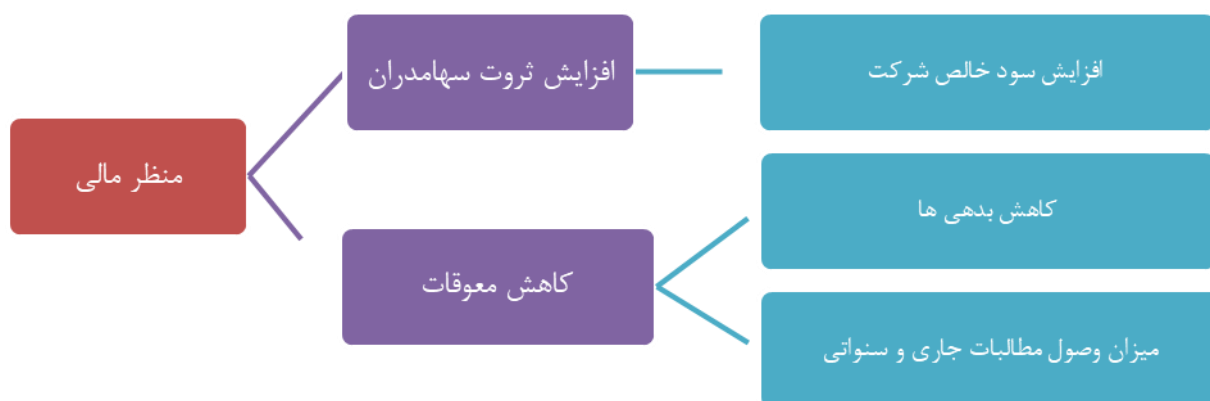 منظر مالی
افزایش ثروت سهامدران
افزایش سود خالص شرکت
کاهش معوقات
کاهش بدهی ها
میزان وصول مطالبات جاری و سنواتی